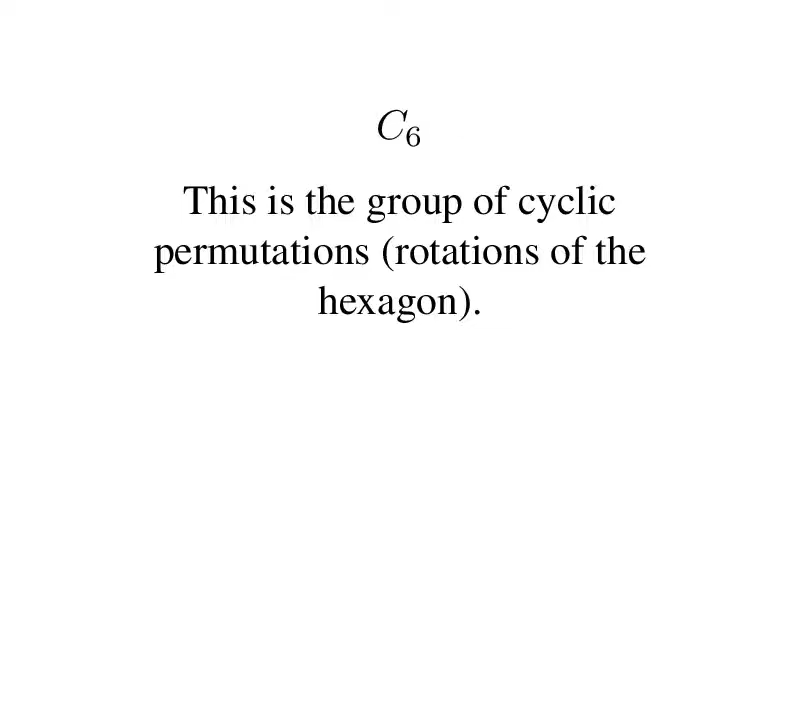 C₆
This is the group of cyclic
permutations (rotations of the
hexagon).